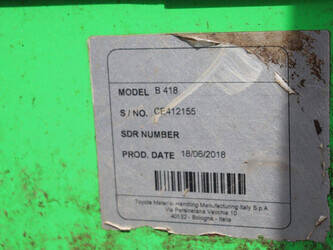 MODEL B 418
S / NO. CE412155
SDR NUMBER
PROD. DATE 18/06/2018
Toyota Material Handling Manufacturing Italy S.p.A
Via Persicetana Vecchia 10
40132 - Bologna - Italia